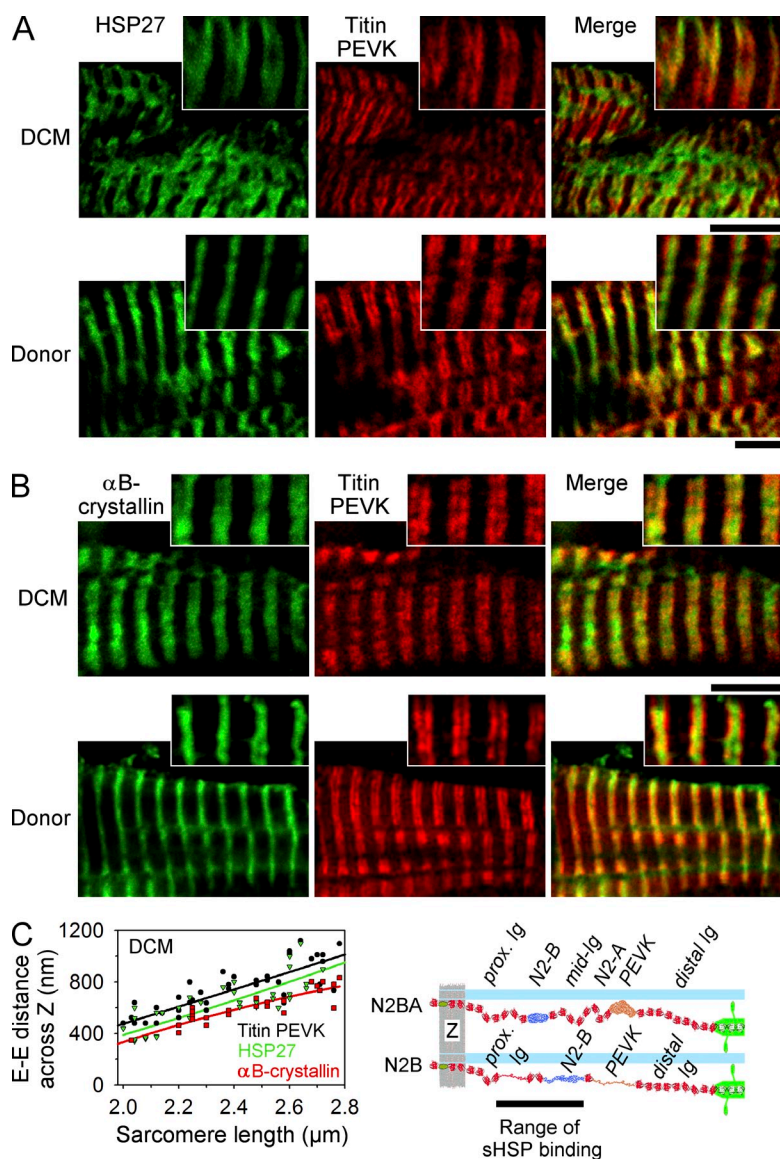 A
HSP27
Titin
PEVK
Merge
DCM
Donor
B
αB-
crystallin
Titin
PEVK
Merge
DCM
Donor
C
1200
800
400
0
E-E distance
across Z (nm)
DCM
Titin PEVK
HSP27
αB-crystallin
2.0 2.2 2.4 2.6 2.8
Sarcomere length (µm)
prox. Ig
N2-B
mid-Ig
N2-A
PEVK
distal Ig
N2BA
Z
N2B
prox.
Ig
N2-B
PEVK
distal
Ig
Range of
sHSP binding